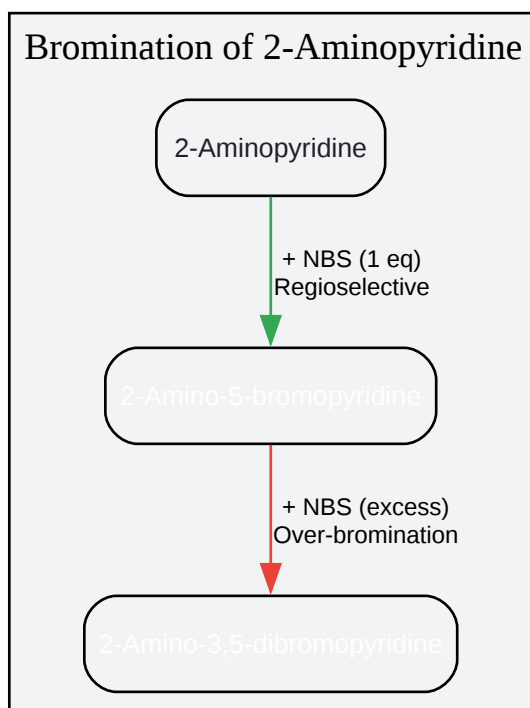 Bromination of 2-Aminopyridine
2-Aminopyridine
+ NBS (1 eq)
Regioselective
2-Amino-5-bromopyridine
+ NBS (excess)
Over-bromination
2-Amino-3,5-dibromopyridine